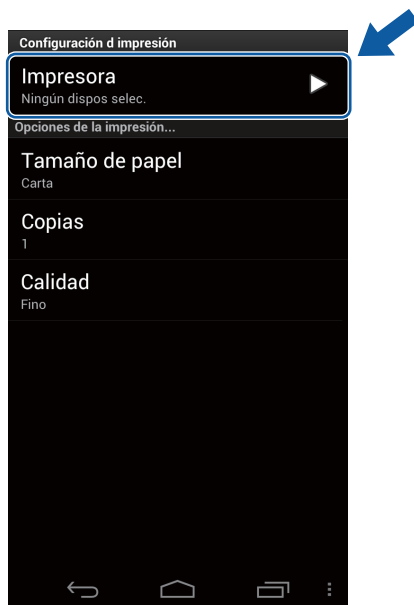 Configuración d impresión
Impresora
Ningún dispos selec.
Opciones de la impresión...
Tamaño de papel
Carta
Copias
1
Calidad
Fino